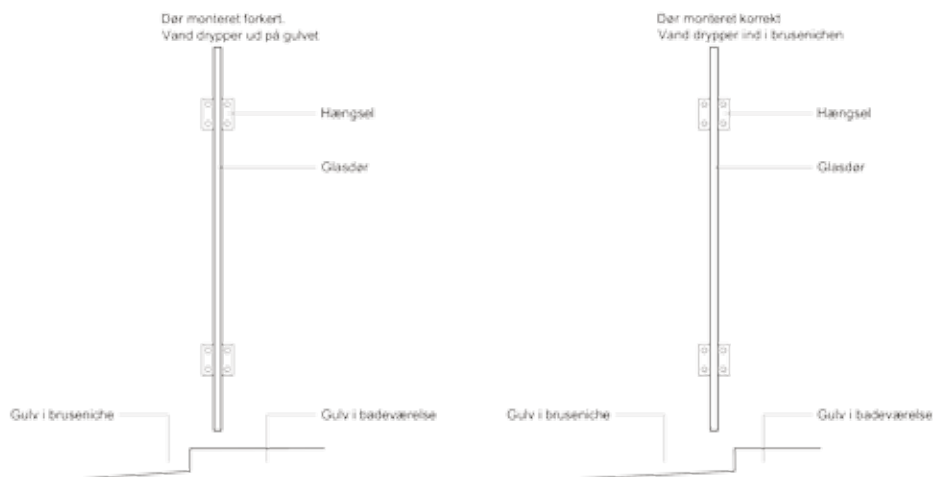 Dør monteret forkert.
Vand drypper ud på gulvet
Hængsel
Glasdør
Gulv i bruseniche
Gulv i badeværelse
Dør monteret korrekt
Vand drypper ind i brusenichen
Hængsel
Glasdør
Gulv i bruseniche
Gulv i badeværelse